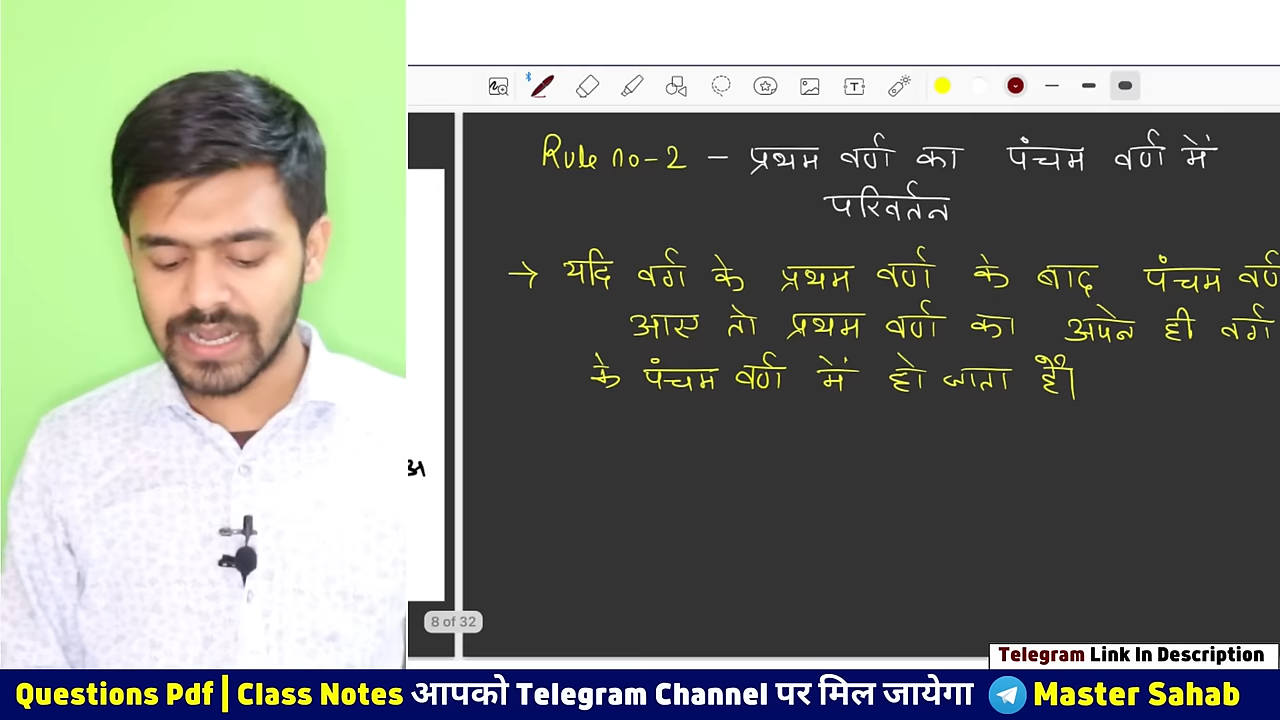 Rule no-2 - प्रथम वर्ण का पंचम वर्ण में
परिवर्तन
→ यदि वर्ग के प्रथम वर्ण के बाद पंचम वर्ण
आए तो प्रथम वर्ण का अपने ही वर्ग
के पंचम वर्ण में हो जाता है।
अ
8 of 32
Telegram Link In Description
Questions Pdf | Class Notes आपको Telegram Channel पर मिल जायेगा Master Sahab